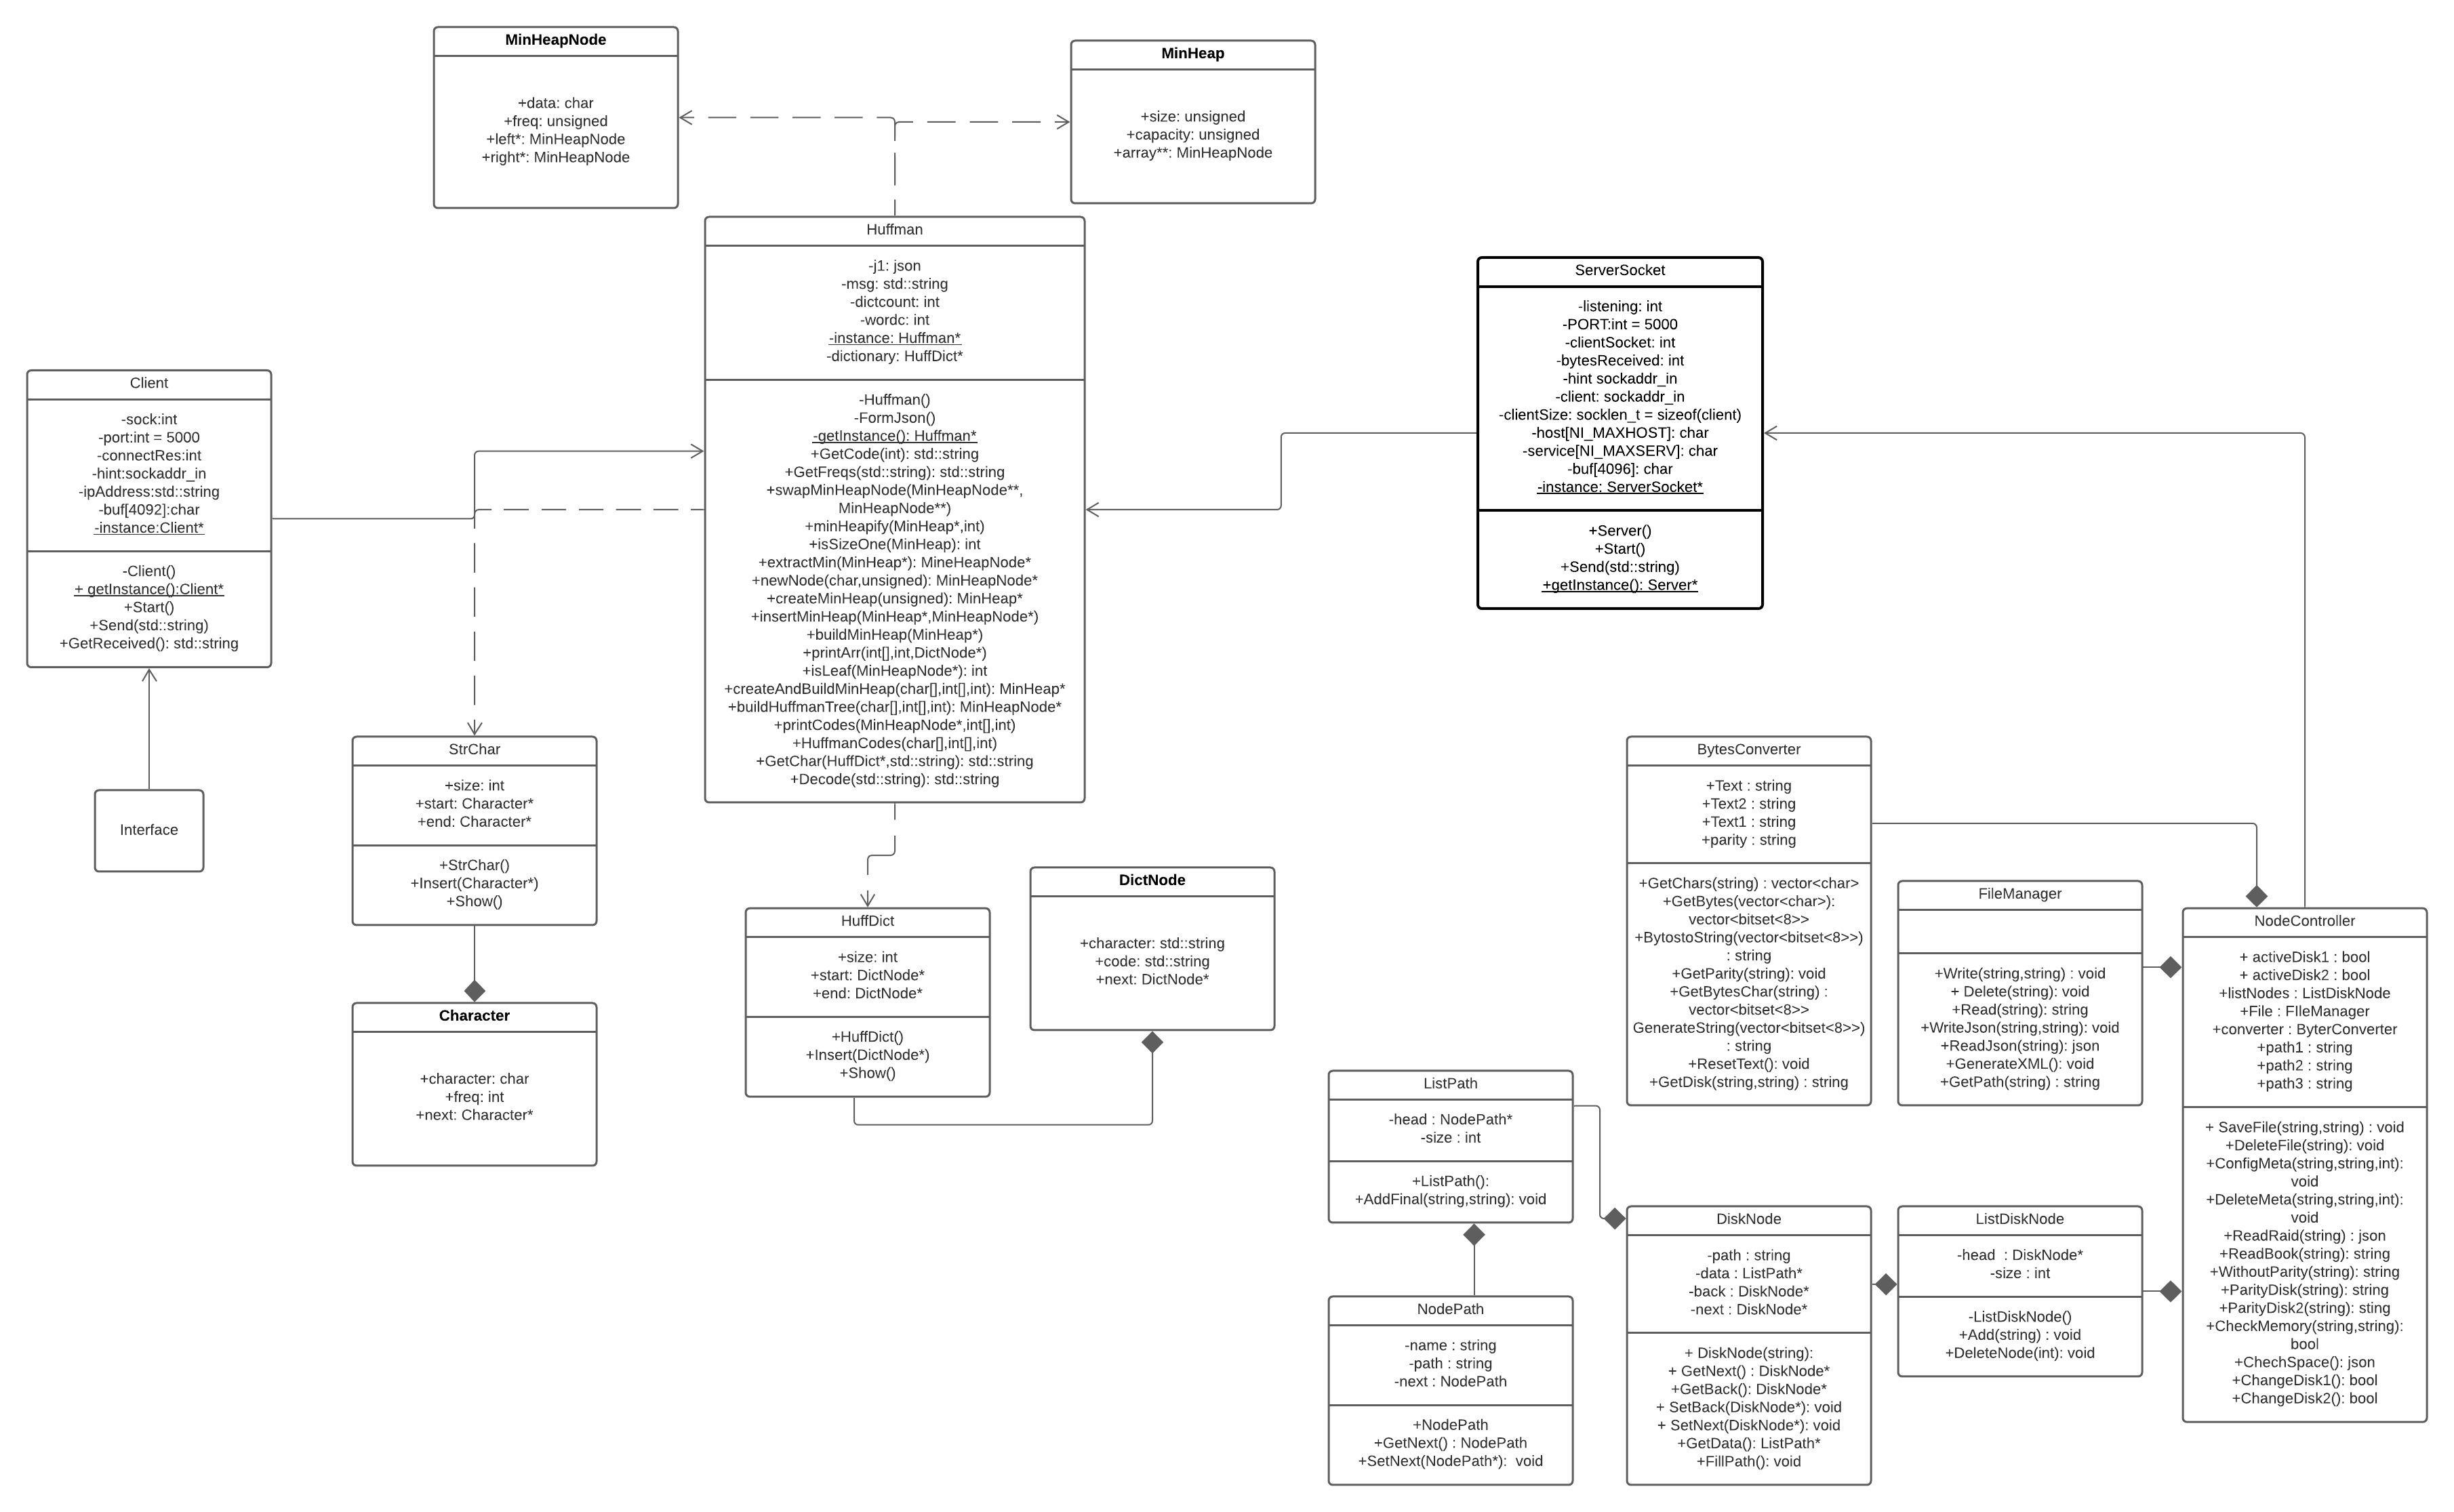 MinHeapNode
+data: char
+freq: unsigned
+left*: MinHeapNode
+right*: MinHeapNode
MinHeap
+size: unsigned
+capacity: unsigned
+array**: MinHeapNode
Huffman
-j1: json
-msg: std::string
-dictcount: int
-wordc: int
-instance: Huffman*
-dictionary: HuffDict*
-Huffman()
-FormJson()
-getInstance(): Huffman*
+GetCode(int): std::string
+GetFreqs(std::string): std::string
+swapMinHeapNode(MinHeapNode**,
MinHeapNode**)
+minHeapify(MinHeap*,int)
+isSizeOne(MinHeap): int
+extractMin(MinHeap*): MineHeapNode*
+newNode(char,unsigned): MinHeapNode*
+createMinHeap(unsigned): MinHeap*
+insertMinHeap(MinHeap*,MinHeapNode*)
+buildMinHeap(MinHeap*)
+printArr(int[],int,DictNode*)
+isLeaf(MinHeapNode*): int
+createAndBuildMinHeap(char[],int[],int): MinHeap*
+buildHuffmanTree(char[],int[],int): MinHeapNode*
+printCodes(MinHeapNode*,int[],int)
+HuffmanCodes(char[],int[],int)
+GetChar(HuffDict*,std::string): std::string
+Decode(std::string): std::string
ServerSocket
-listening: int
-PORT:int = 5000
-clientSocket: int
-bytesReceived: int
-hint sockaddr_in
-client: sockaddr_in
-clientSize: socklen_t = sizeof(client)
-host[NI_MAXHOST]: char
-service[NI_MAXSERV]: char
-buf[4096]: char
-instance: ServerSocket*
+Server()
+Start()
+Send(std::string)
+getInstance(): Server*
Client
-sock:int
-port:int = 5000
-connectRes:int
-hint:sockaddr_in
-ipAddress:std::string
-buf[4092]:char
-instance:Client*
-Client()
+ getInstance():Client*
+Start()
+Send(std::string)
+GetReceived(): std::string
Interface
StrChar
+size: int
+start: Character*
+end: Character*
+StrChar()
+Insert(Character*)
+Show()
Character
+character: char
+freq: int
+next: Character*
HuffDict
+size: int
+start: DictNode*
+end: DictNode*
+HuffDict()
+Insert(DictNode*)
+Show()
DictNode
+character: std::string
+code: std::string
+next: DictNode*
BytesConverter
+Text : string
+Text2 : string
+Text1 : string
+parity : string
+GetChars(string) : vector<char>
+GetBytes(vector<char>):
vector<bitset<8>>
+BytostoString(vector<bitset<8>>)
: string
+GetParity(string): void
+GetBytesChar(string) :
vector<bitset<8>>
GenerateString(vector<bitset<8>>)
: string
+ResetText(): void
+GetDisk(string,string) : string
FileManager
+Write(string,string) : void
+ Delete(string): void
+Read(string): string
+WriteJson(string,string): void
+ReadJson(string): json
+GenerateXML(): void
+GetPath(string) : string
NodeController
+ activeDisk1 : bool
+ activeDisk2 : bool
+listNodes : ListDiskNode
+File : FIleManager
+converter : ByterConverter
+path1 : string
+path2 : string
+path3 : string
+ SaveFile(string,string) : void
+DeleteFile(string): void
+ConfigMeta(string,string,int):
void
+DeleteMeta(string,string,int):
void
+ReadRaid(string) : json
+ReadBook(string): string
+WithoutParity(string): string
+ParityDisk(string): string
+ParityDisk2(string): sting
+CheckMemory(string,string):
bool
+ChechSpace(): json
+ChangeDisk1(): bool
+ChangeDisk2(): bool
ListPath
-head : NodePath*
-size : int
+ListPath():
+AddFinal(string,string): void
NodePath
-name : string
-path : string
-next : NodePath
+NodePath
+GetNext() : NodePath
+SetNext(NodePath*): void
DiskNode
-path : string
-data : ListPath*
-back : DiskNode*
-next : DiskNode*
+ DiskNode(string):
+ GetNext() : DiskNode*
+GetBack(): DiskNode*
+ SetBack(DiskNode*): void
+ SetNext(DiskNode*): void
+GetData(): ListPath*
+FillPath(): void
ListDiskNode
-head : DiskNode*
-size : int
-ListDiskNode()
+Add(string) : void
+DeleteNode(int): void